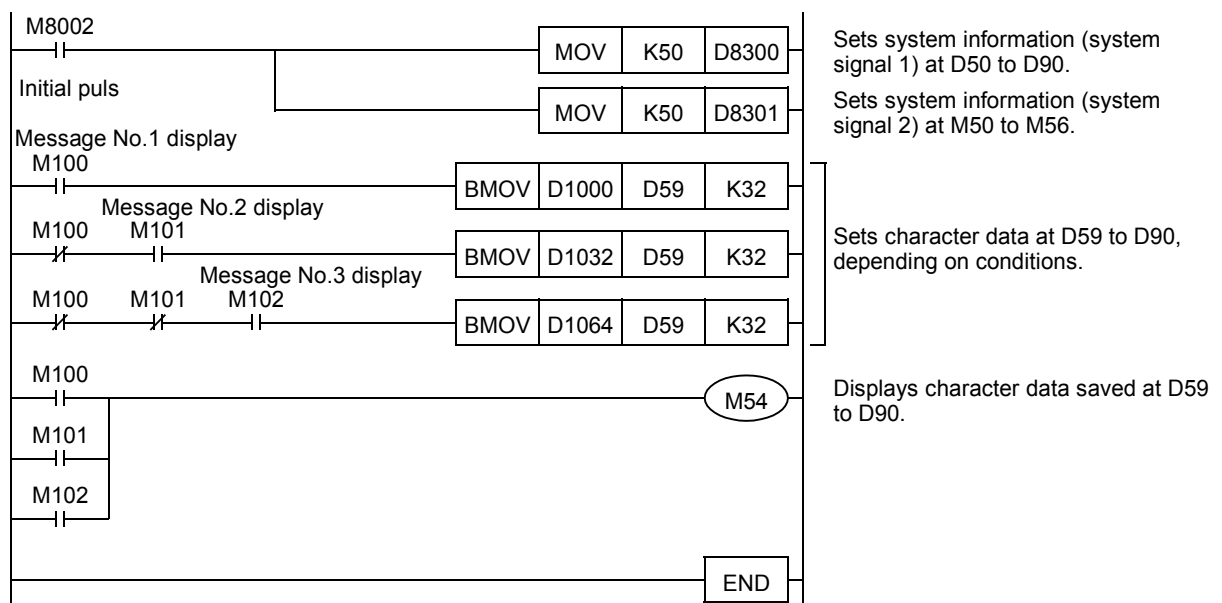 M8002
MOV K50 D8300
Sets system information (system
signal 1) at D50 to D90.
Initial puls
MOV K50 D8301
Sets system information (system
signal 2) at M50 to M56.
Message No.1 display
M100
BMOV D1000 D59 K32
Message No.2 display
M100 M101
BMOV D1032 D59 K32
Sets character data at D59 to D90,
depending on conditions.
Message No.3 display
M100 M101 M102
BMOV D1064 D59 K32
M100
M54
Displays character data saved at D59
to D90.
M101
M102
END